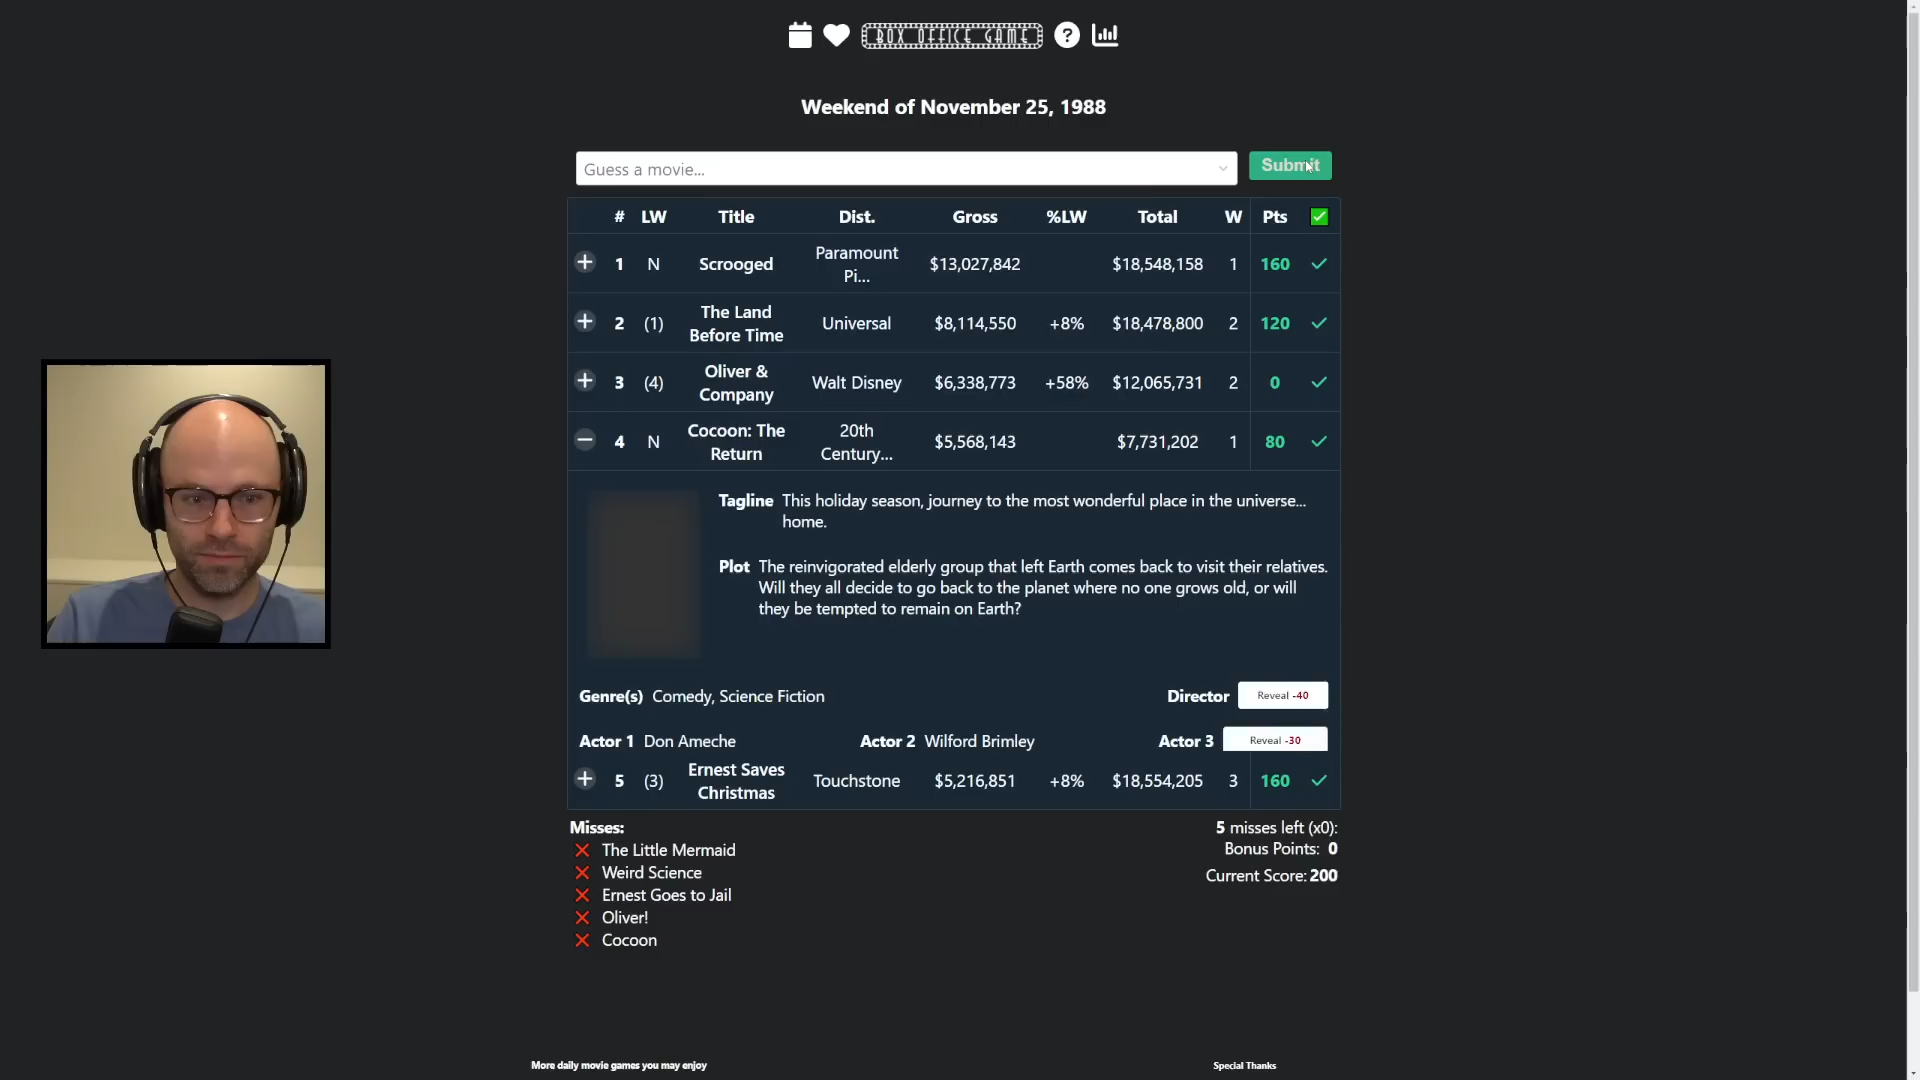 BOX OFFICE GAME
Weekend of November 25, 1988
Guess a movie...
Submit
# LW Title Dist. Gross %LW Total W Pts
1 N Scrooged Paramount Pi... $13,027,842 $18,548,158 1 160
2 (1) The Land Before Time Universal $8,114,550 +8% $18,478,800 2 120
3 (4) Oliver & Company Walt Disney $6,338,773 +58% $12,065,731 2 0
4 N Cocoon: The Return 20th Century... $5,568,143 $7,731,202 1 80
Tagline This holiday season, journey to the most wonderful place in the universe...
home.
Plot The reinvigorated elderly group that left Earth comes back to visit their relatives.
Will they all decide to go back to the planet where no one grows old, or will
they be tempted to remain on Earth?
Genre(s) Comedy, Science Fiction Director Reveal -40
Actor 1 Don Ameche Actor 2 Wilford Brimley Actor 3 Reveal -30
5 (3) Ernest Saves Christmas Touchstone $5,216,851 +8% $18,554,205 3 160
Misses:
The Little Mermaid
Weird Science
Ernest Goes to Jail
Oliver!
Cocoon
5 misses left (x0):
Bonus Points: 0
Current Score: 200
More daily movie games you may enjoy
Special Thanks